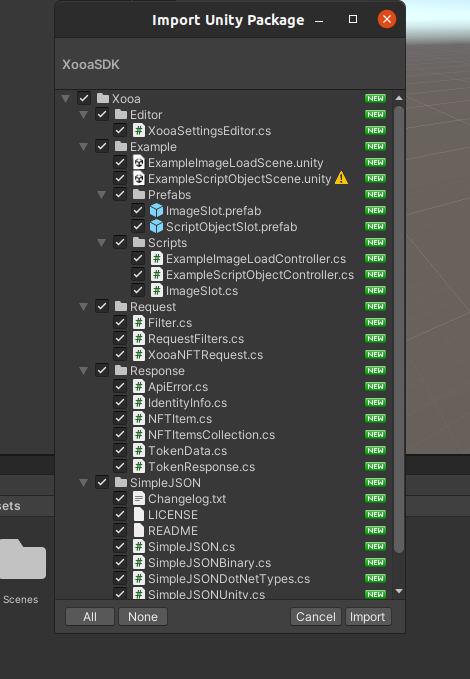 Import Unity Package
XooaSDK
Xooa NEW
Editor NEW
XooaSettingsEditor.cs NEW
Example NEW
ExampleImageLoadScene.unity NEW
ExampleScriptObjectScene.unity NEW
Prefabs NEW
ImageSlot.prefab NEW
ScriptObjectSlot.prefab NEW
Scripts NEW
ExampleImageLoadController.cs NEW
ExampleScriptObjectController.cs NEW
ImageSlot.cs NEW
Request NEW
Filter.cs NEW
RequestFilters.cs NEW
XooaNFTRequest.cs NEW
Response NEW
ApiError.cs NEW
IdentityInfo.cs NEW
NFTItem.cs NEW
NFTItemsCollection.cs NEW
TokenData.cs NEW
TokenResponse.cs NEW
SimpleJSON NEW
Changelog.txt NEW
sets
LICENSE NEW
README NEW
SimpleJSON.cs NEW
SimpleJSONBinary.cs NEW
SimpleJSONDotNetTypes.cs NEW
SimpleJSONUnity.cs NEW
Scenes
All None Cancel Import